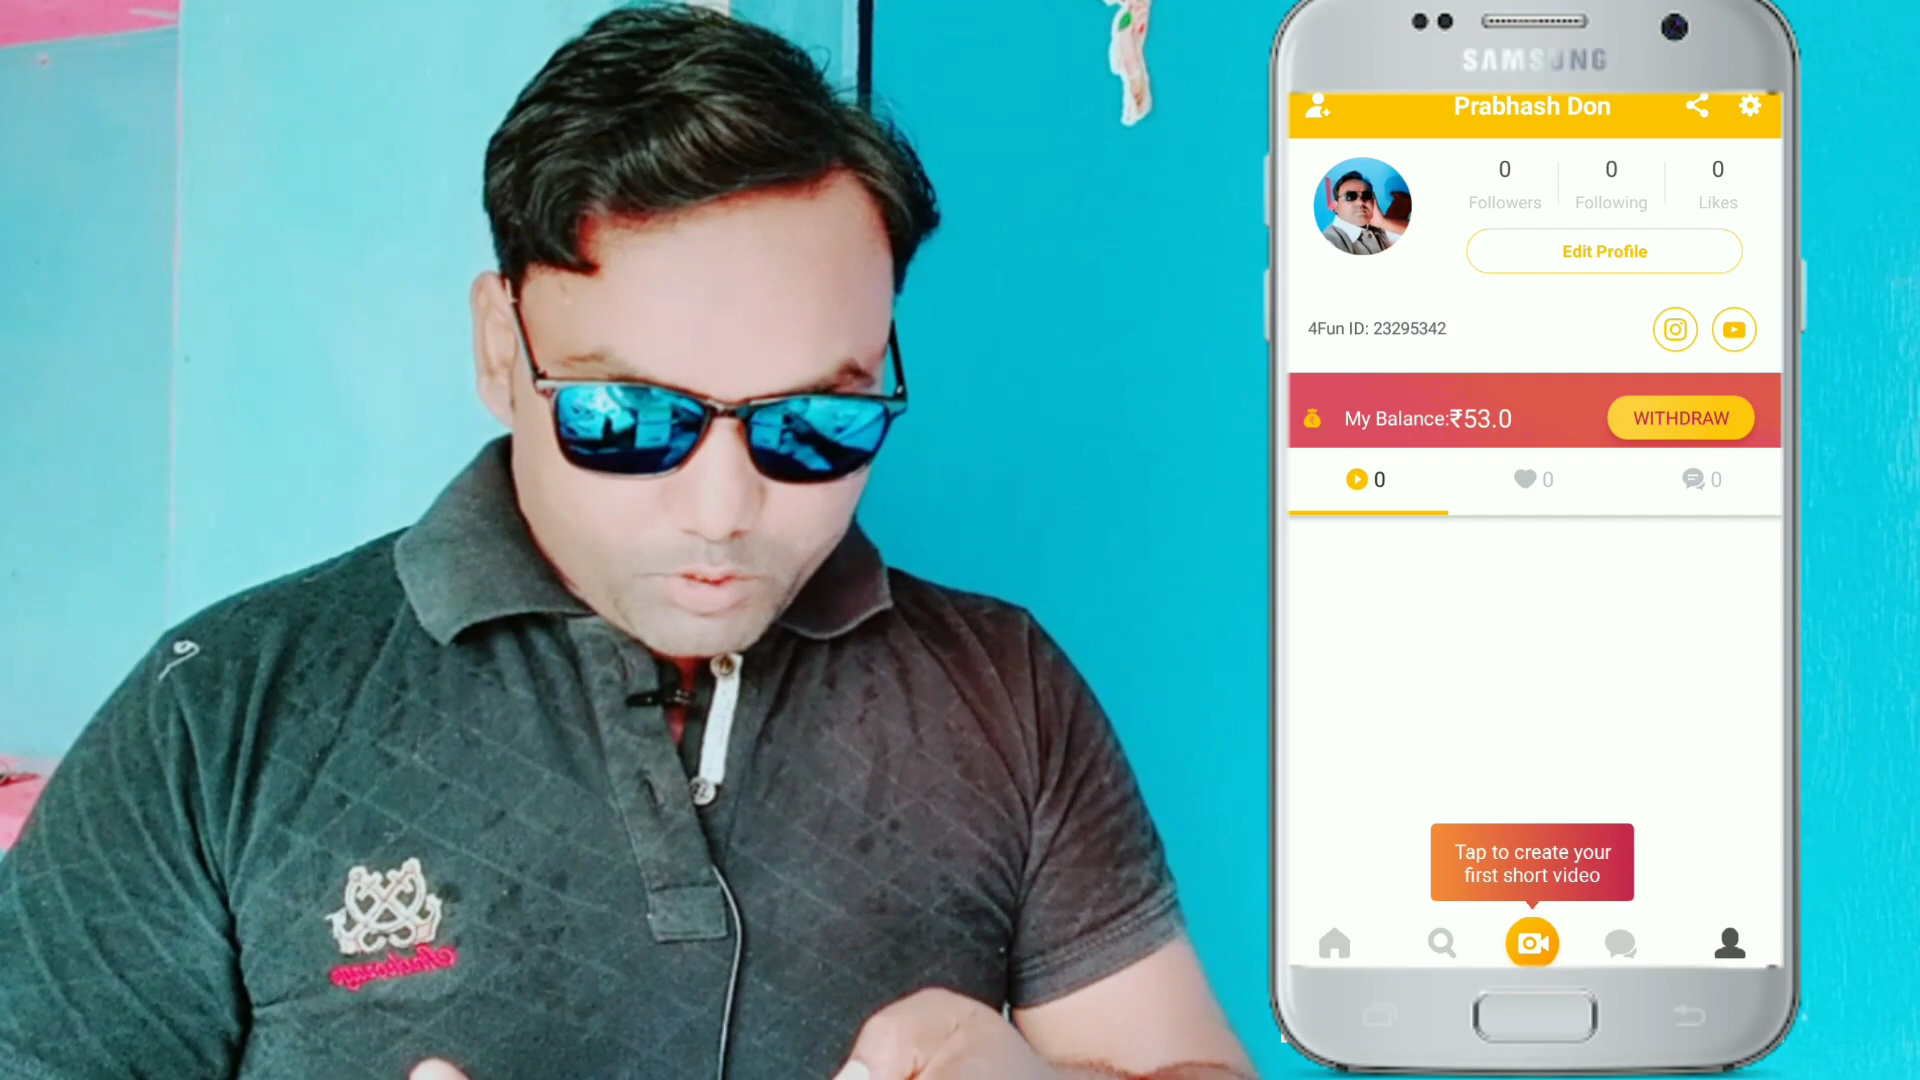 SAMSUNG
Prabhash Don
0 0 0
Followers Following Likes
Edit Profile
4Fun ID: 23295342
My Balance:₹53.0 WITHDRAW
0 0 0
Tap to create your
first short video